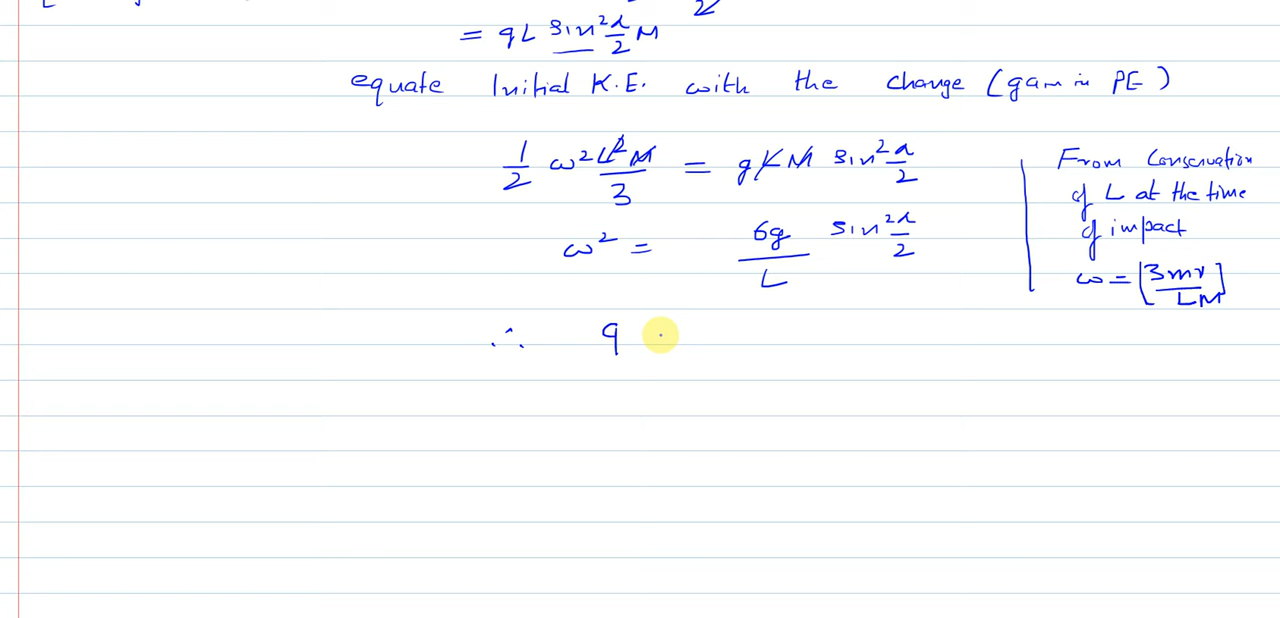 2
= gL sin²α/2 M
equate Initial K.E. with the change (gain in PE)
1/2 ω² L²M/3 = gLM sin²α/2
From Conservation
of L at the time
of impact
ω = [3mv/LM]
ω² = 6g/L sin²α/2
∴ 9